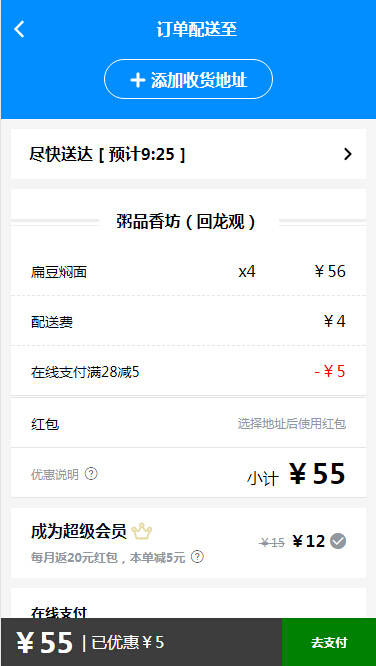 订单配送至
添加收货地址
尽快送达 [ 预计9:25 ]
粥品香坊（回龙观）
扁豆焖面 x4 ￥56
配送费 ￥4
在线支付满28减5 -￥5
红包 选择地址后使用红包
优惠说明 ? 小计 ￥55
成为超级会员 ￥15 ￥12
每月返20元红包，本单减5元 ?
在线支付
￥55 | 已优惠￥5 去支付